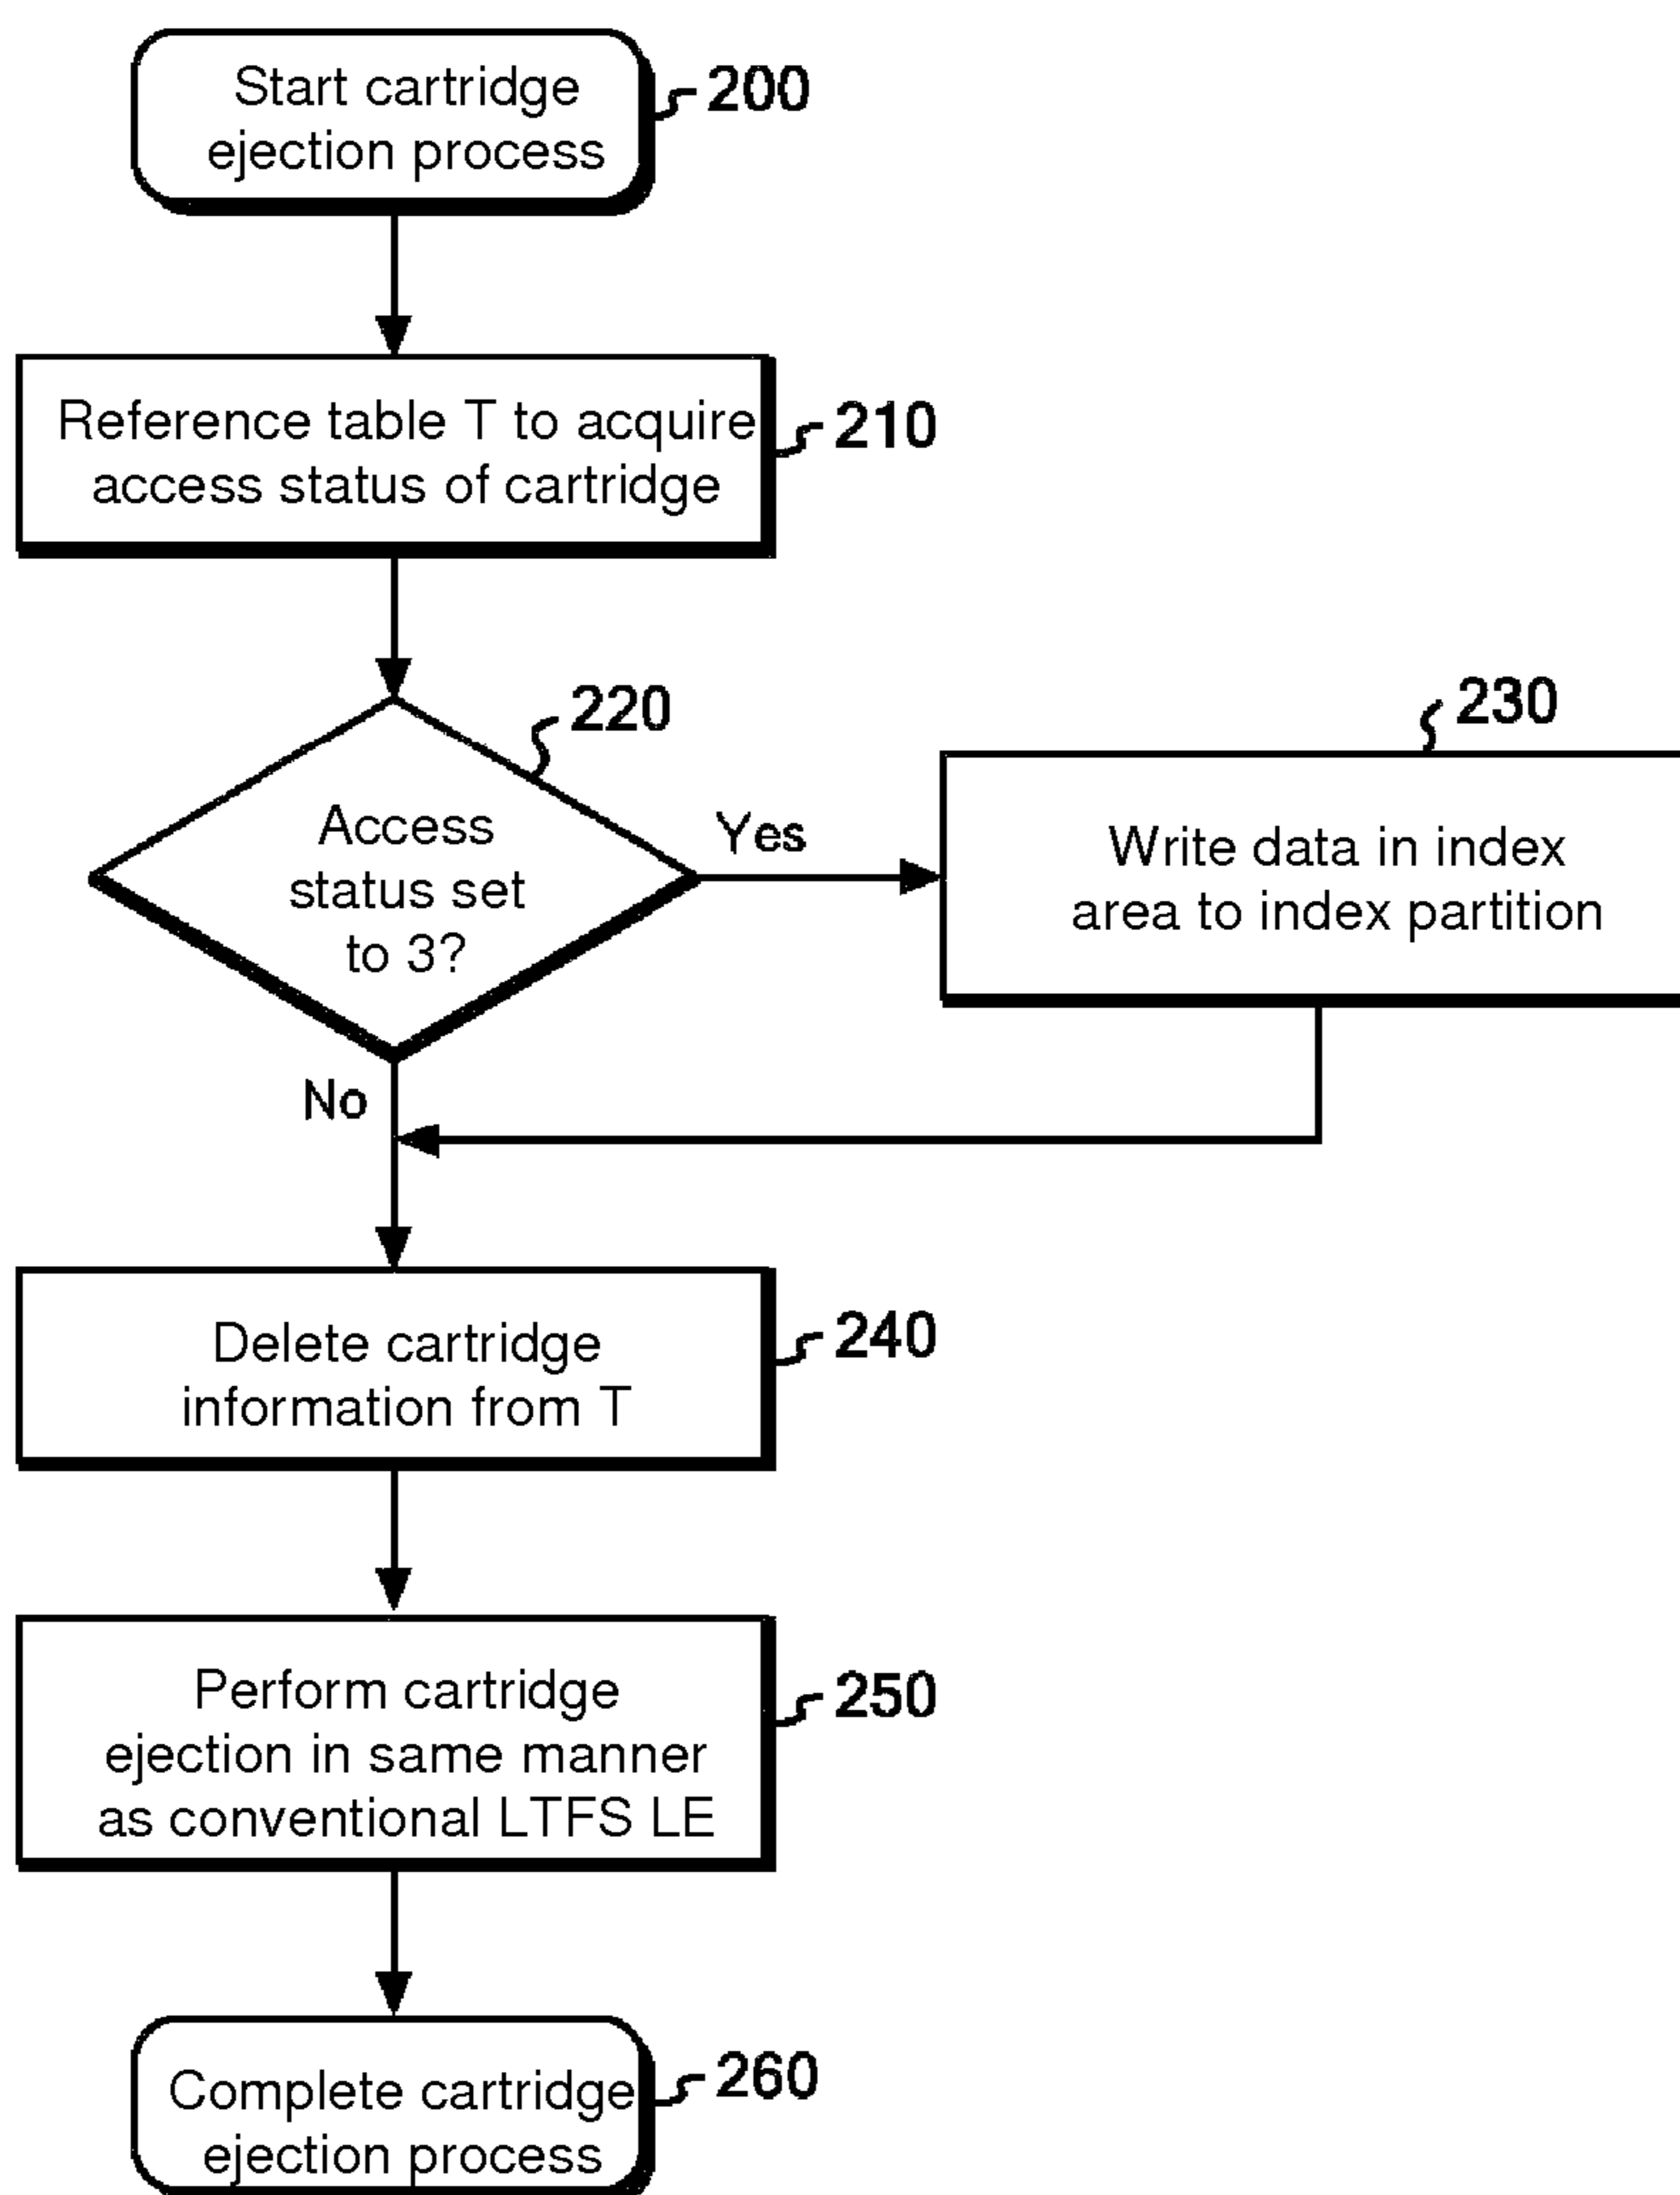 Start cartridge
ejection process
200
Reference table T to acquire
access status of cartridge
210
220
Access
status set
to 3?
Yes
230
Write data in index
area to index partition
No
Delete cartridge
information from T
240
Perform cartridge
ejection in same manner
as conventional LTFS LE
250
Complete cartridge
ejection process
260